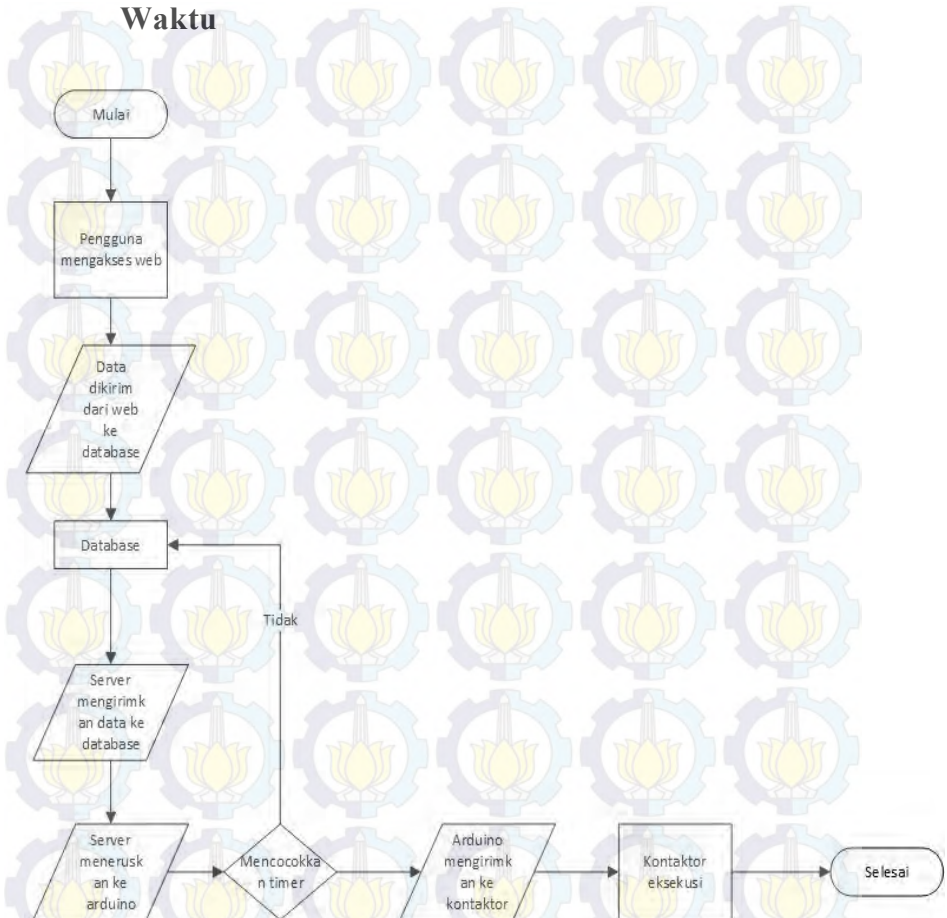 Waktu
Mulai
Pengguna
mengakses web
Data
dikirim
dari web
ke
database
Database
Tidak
Server
mengirimk
an data ke
database
Server
menerusk
an ke
arduino
Mencocokka
n timer
Arduino
mengirimk
an ke
kontaktor
Kontaktor
eksekusi
Selesai